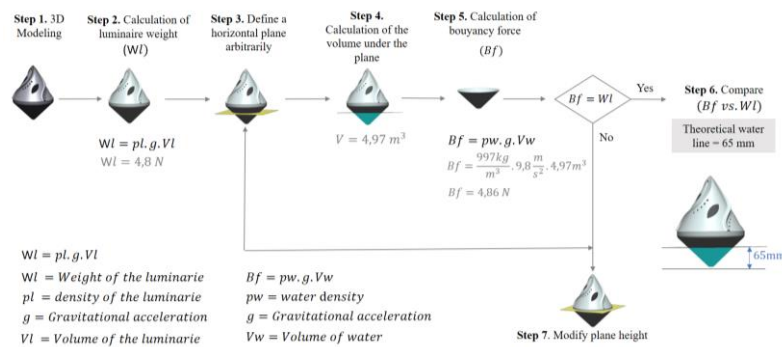 Step 1. 3D
Modeling
Step 2. Calculation of
luminaire weight
(Wl)
Wl = pl.g.Vl
Wl = 4,8 N
Step 3. Define a
horizontal plane
arbitrarily
Step 4.
Calculation of the
volume under the
plane
V = 4,97 m³
Step 5. Calculation of
bouyancy force
(Bf)
Bf = pw.g.Vw
Bf = 997kg/m³ . 9,8 m/s² . 4,97m³
Bf = 4,86 N
Bf = Wl
Yes
No
Step 6. Compare
(Bf vs.Wl)
Theoretical water
line = 65 mm
65mm
Step 7. Modify plane height
Wl = pl.g.Vl
Wl = Weight of the luminarie
pl = density of the luminarie
g = Gravitational acceleration
Vl = Volume of the luminarie
Bf = pw.g.Vw
pw = water density
g = Gravitational acceleration
Vw = Volume of water